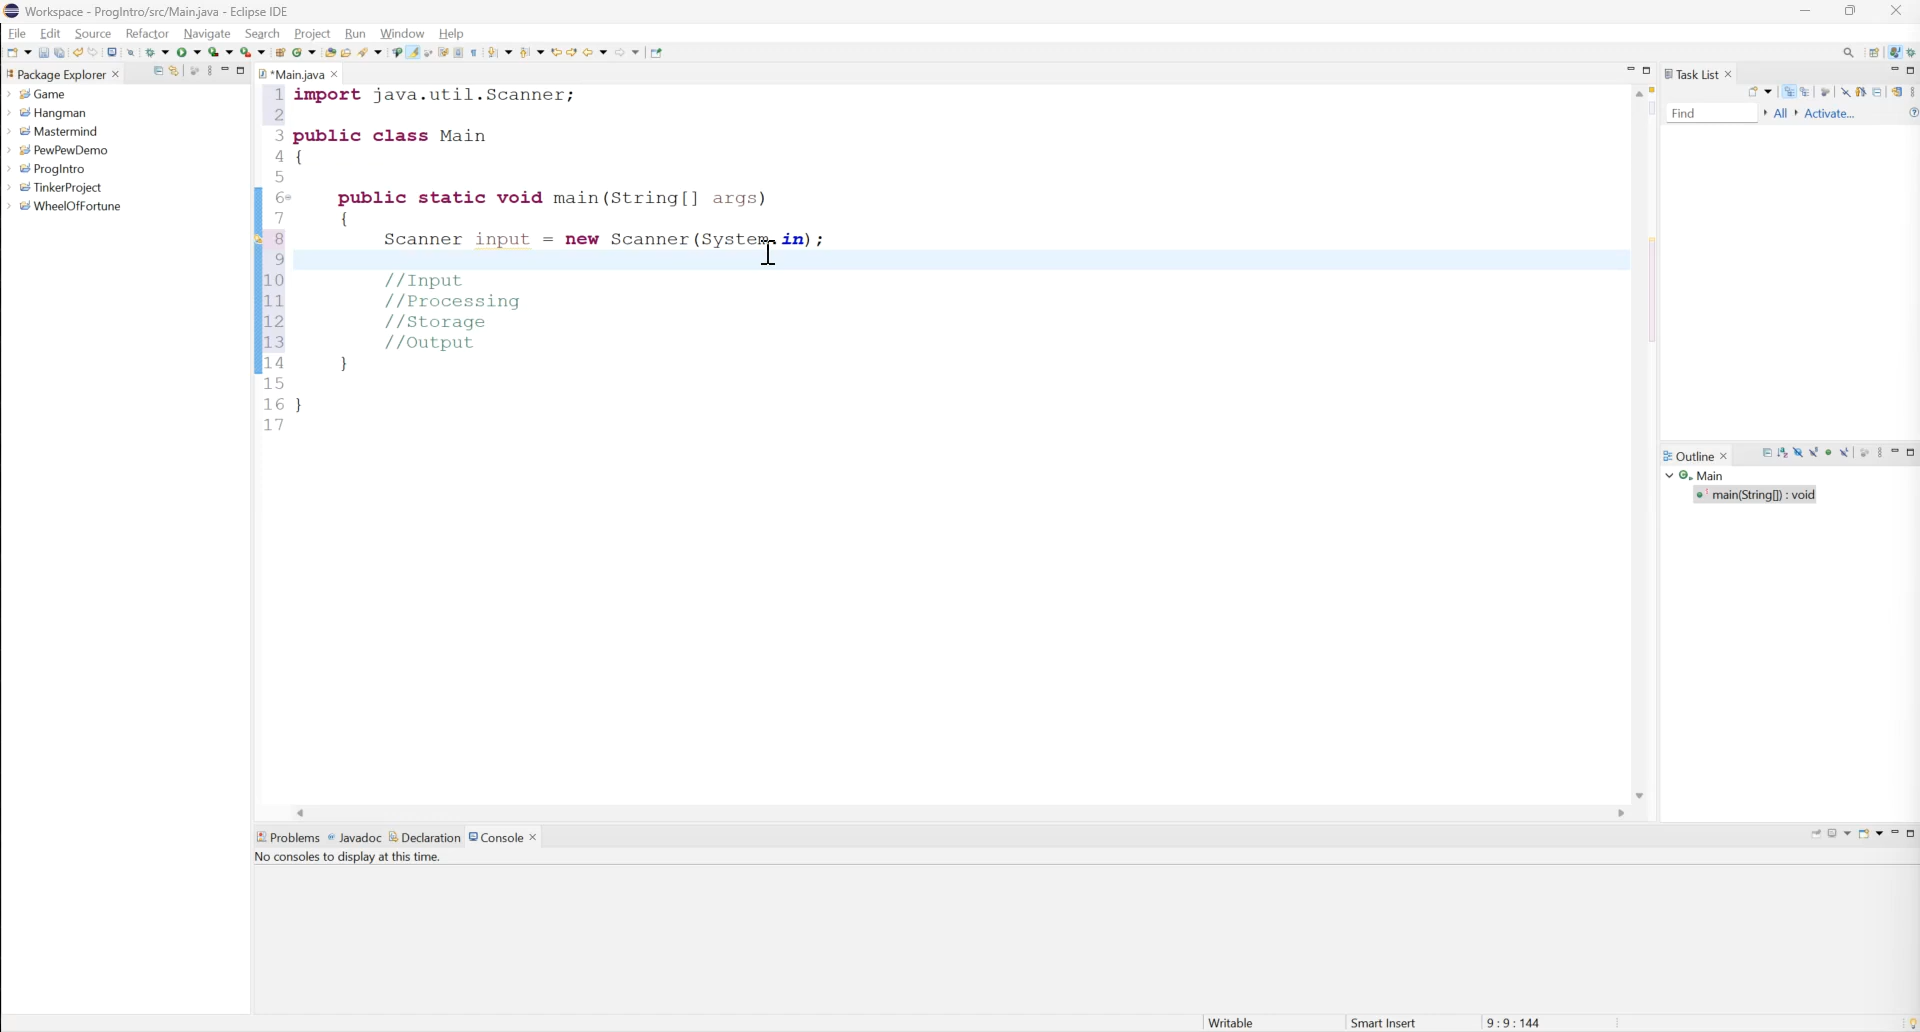 Workspace - ProgIntro/src/Main.java - Eclipse IDE
File Edit Source Refactor Navigate Search Project Run Window Help
Package Explorer
Game
Hangman
Mastermind
PewPewDemo
ProgIntro
TinkerProject
WheelOfFortune
*Main.java
1 import java.util.Scanner;
2
3 public class Main
4 {
5
6 public static void main(String[] args)
7 {
8 Scanner input = new Scanner(System.in);
9
10 //Input
11 //Processing
12 //Storage
13 //Output
14 }
15
16 }
17
Task List
Find All Activate...
Outline
Main
main(String[]) : void
Problems Javadoc Declaration Console
No consoles to display at this time.
Writable Smart Insert 9 : 9 : 144